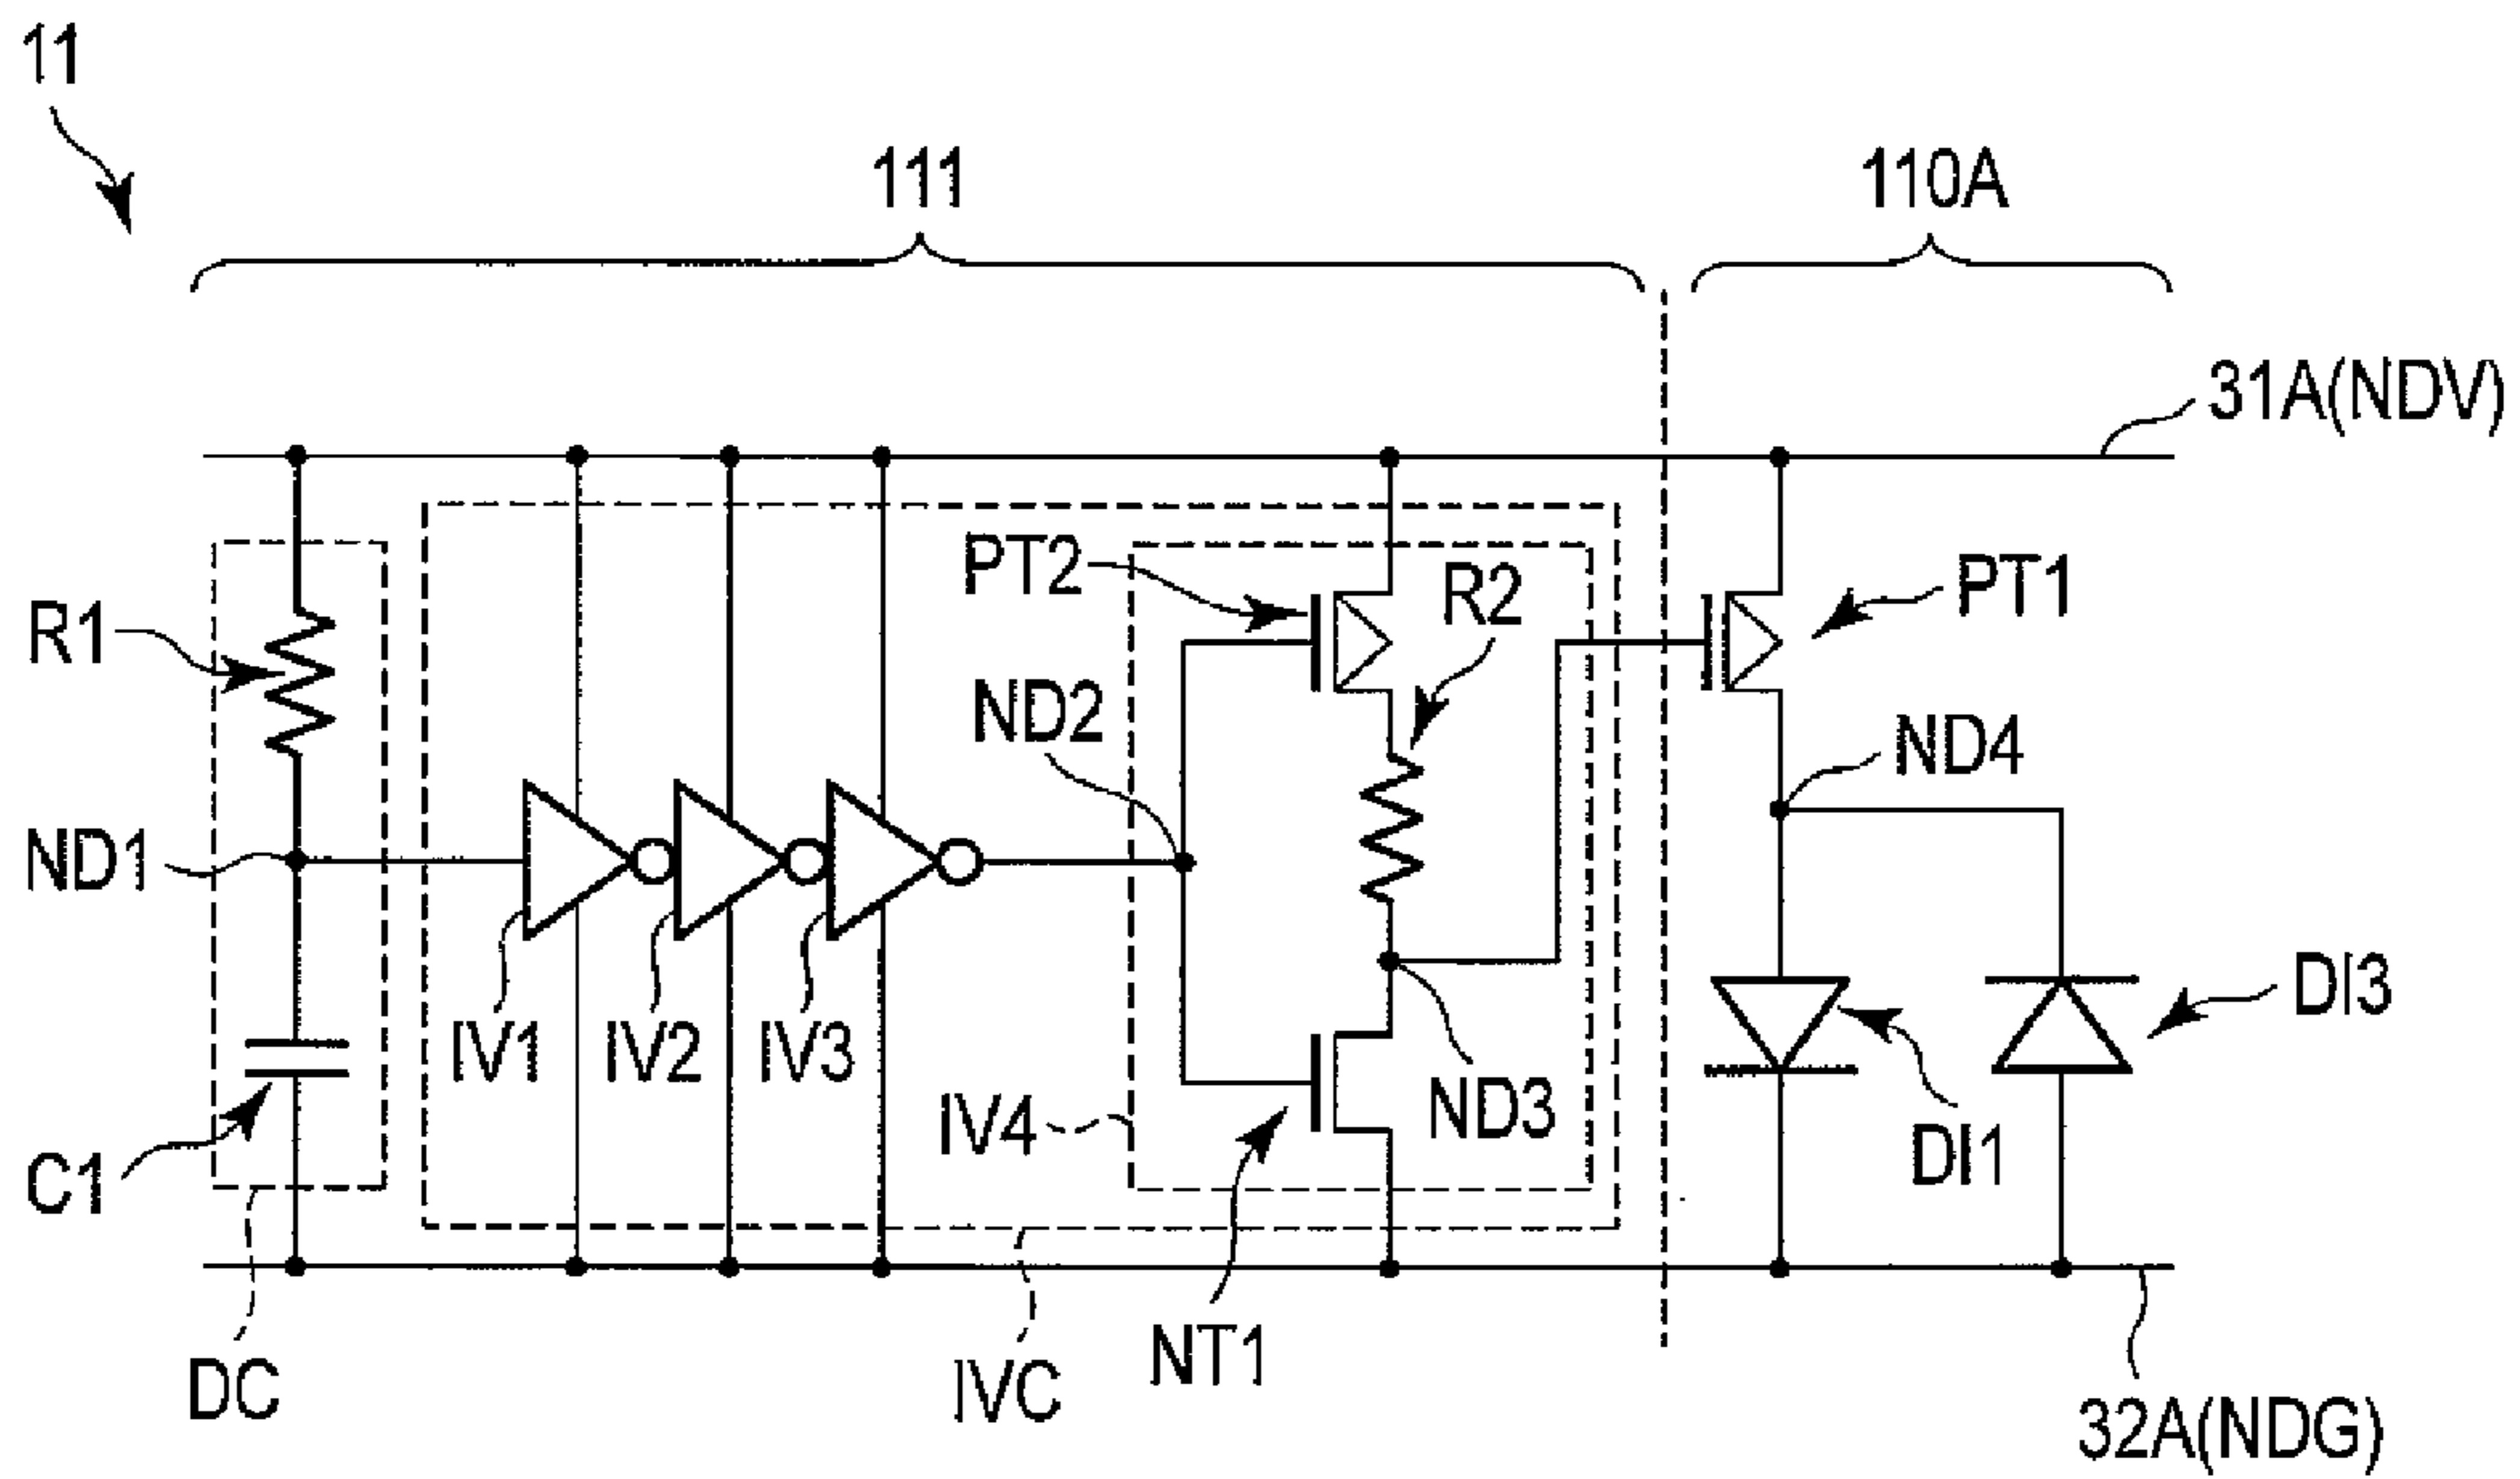 11
111
110A
31A(NDV)
PT2
R2
PT1
R1
ND2
ND4
ND1
DI3
IV1
IV2
IV3
ND3
IV4
DI1
C1
NT1
DC
IVC
32A(NDG)